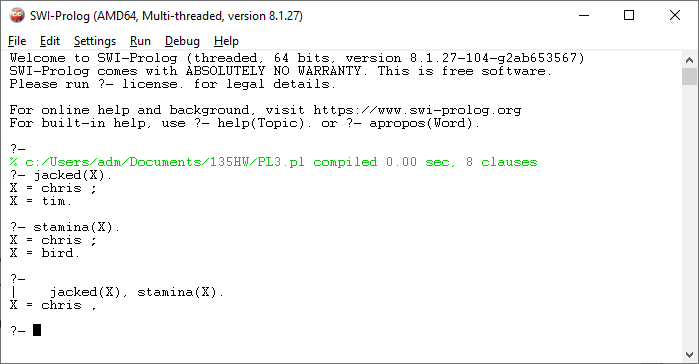 SWI-Prolog (AMD64, Multi-threaded, version 8.1.27)
File Edit Settings Run Debug Help
Welcome to SWI-Prolog (threaded, 64 bits, version 8.1.27-104-g2ab653567)
SWI-Prolog comes with ABSOLUTELY NO WARRANTY. This is free software.
Please run ?- license. for legal details.
For online help and background, visit https://www.swi-prolog.org
For built-in help, use ?- help(Topic). or ?- apropos(Word).
?-
% c:/Users/adm/Documents/135HW/PL3.pl compiled 0.00 sec, 8 clauses
?- jacked(X).
X = chris ;
X = tim.
?- stamina(X).
X = chris ;
X = bird.
?-
|    jacked(X), stamina(X).
X = chris .
?-